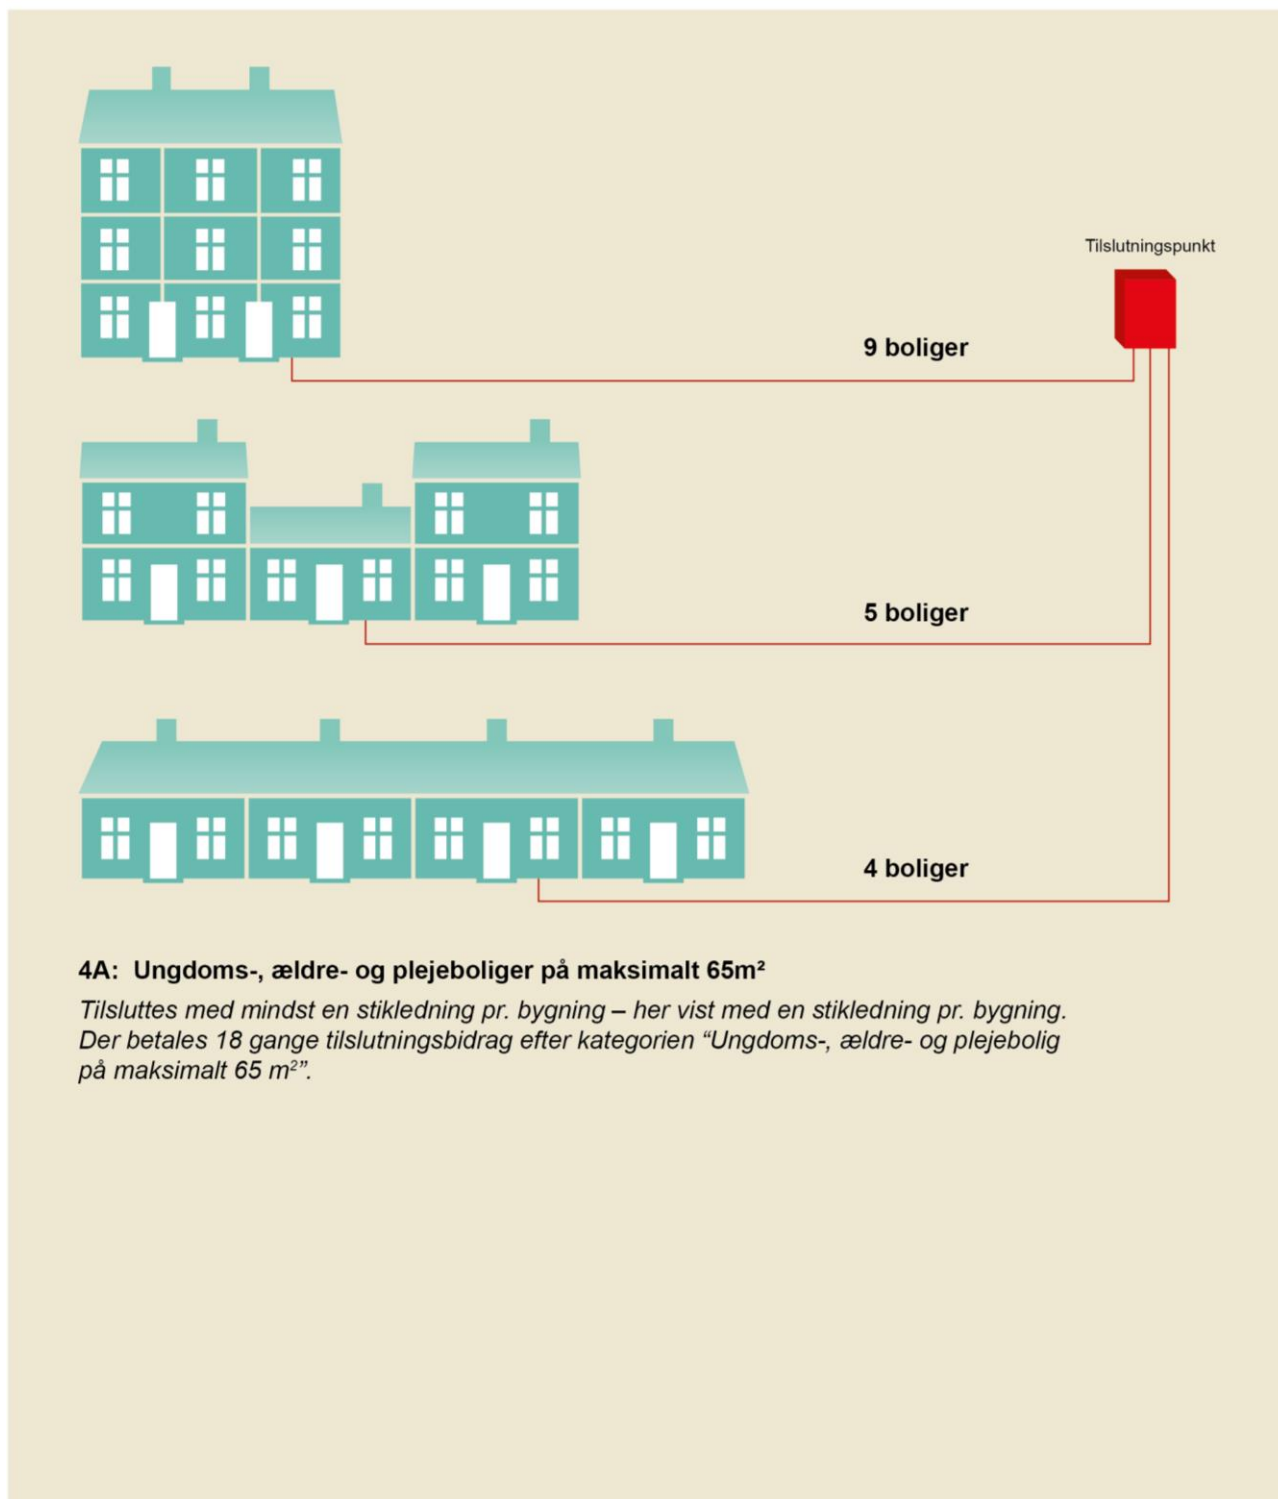 Tilslutningspunkt
9 boliger
5 boliger
4 boliger
4A: Ungdoms-, ældre- og plejeboliger på maksimalt 65m²
Tilsluttes med mindst en stikledning pr. bygning – her vist med en stikledning pr. bygning.
Der betales 18 gange tilslutningsbidrag efter kategorien “Ungdoms-, ældre- og plejebolig
på maksimalt 65 m²”.